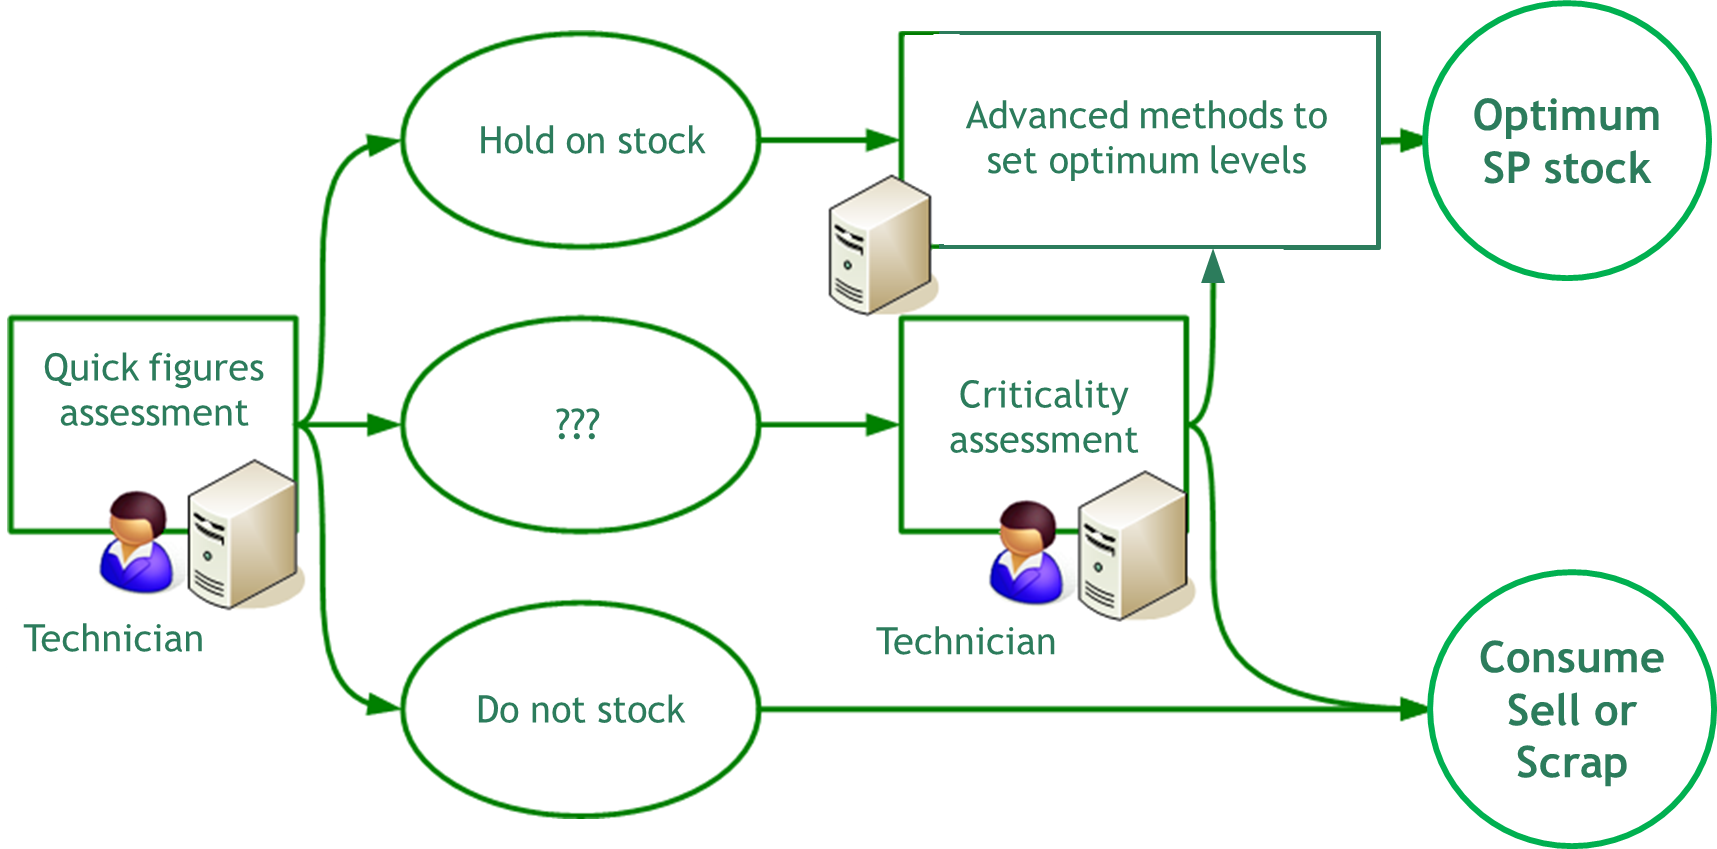 Hold on stock
Advanced methods to
set optimum levels
Optimum
SP stock
Quick figures
assessment
???
Criticality
assessment
Technician
Technician
Do not stock
Consume
Sell or
Scrap